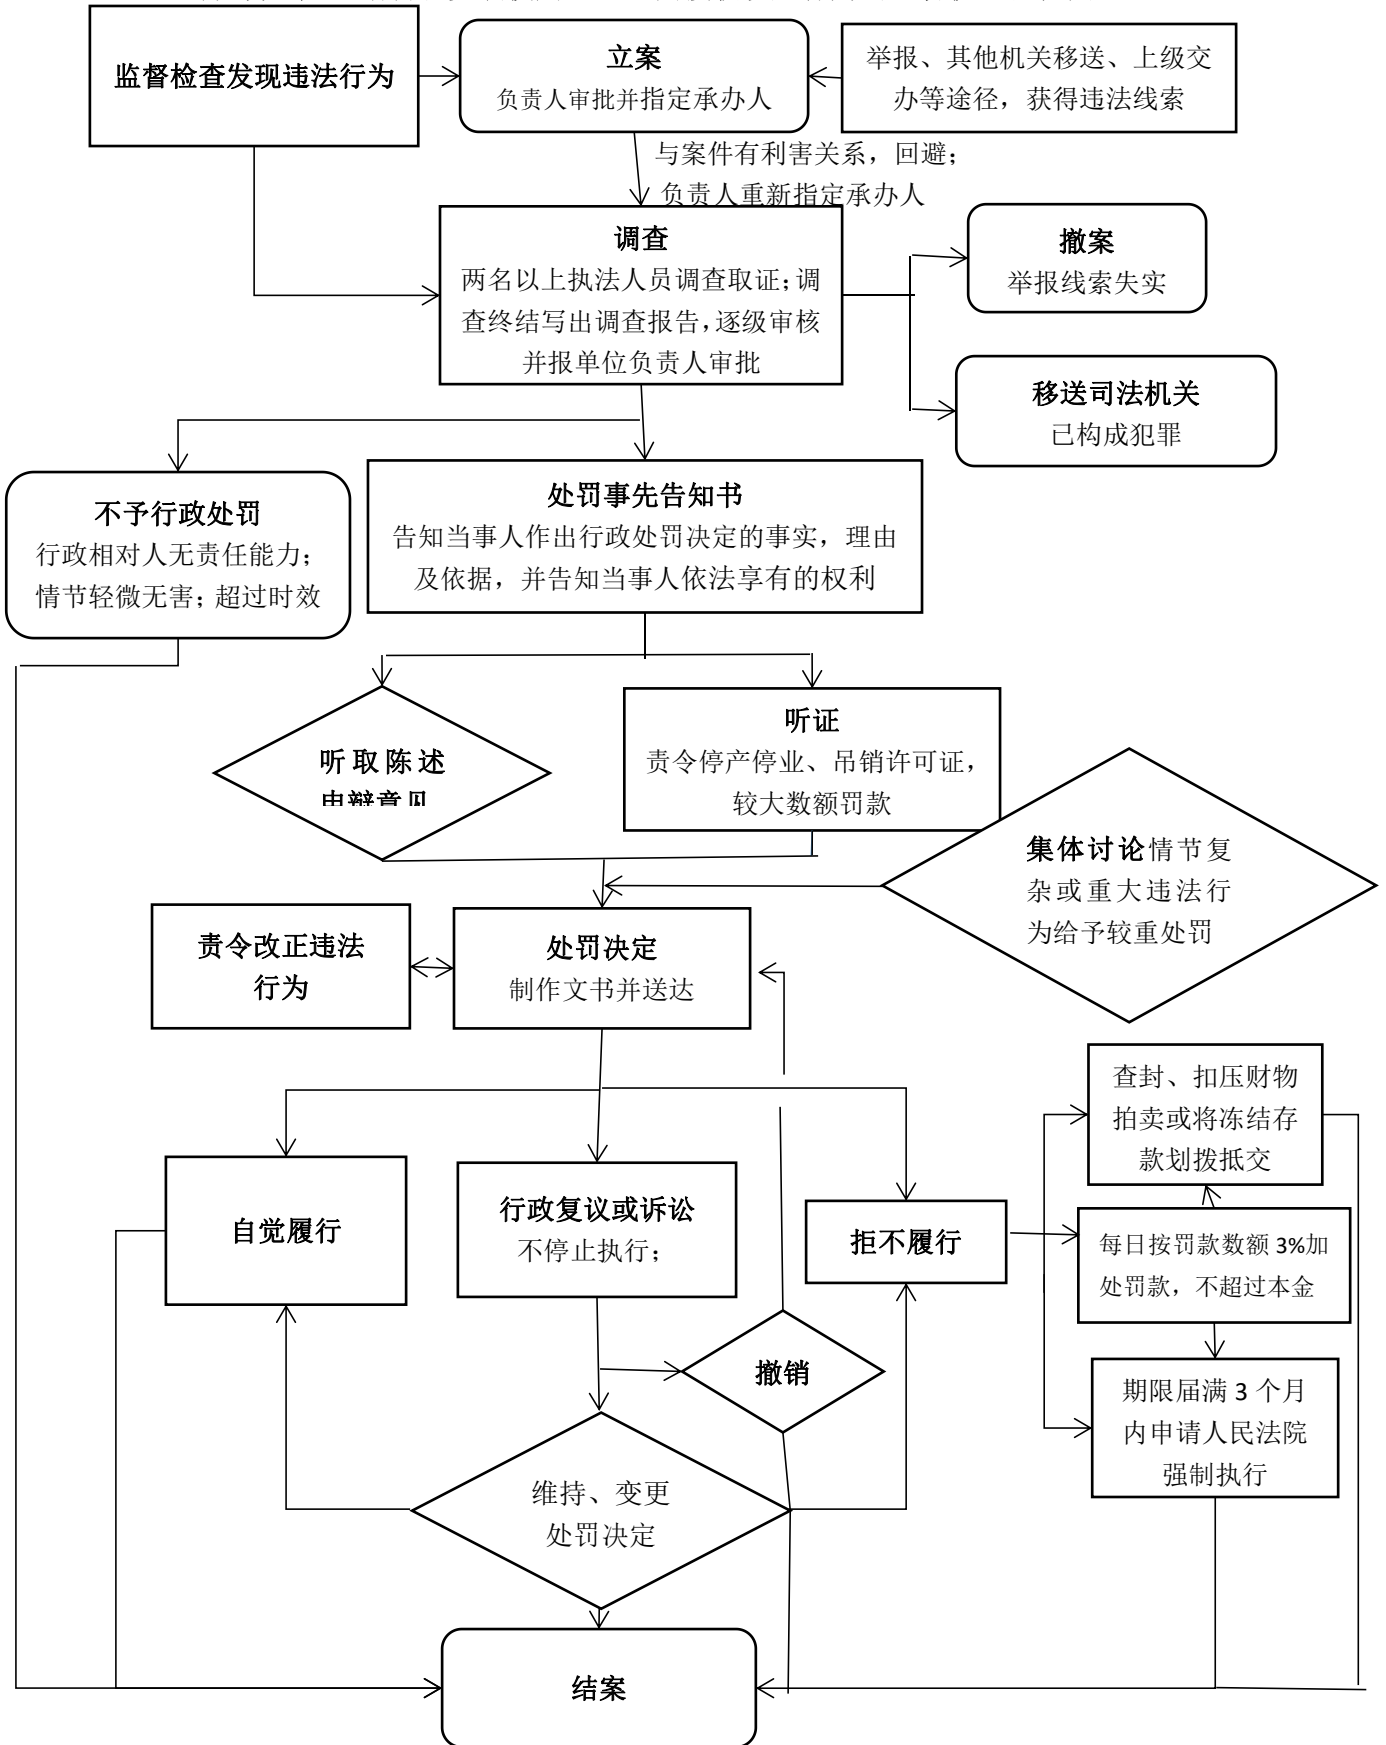 监督检查发现违法行为
立案
负责人审批并指定承办人
举报、其他机关移送、上级交
办等途径，获得违法线索
与案件有利害关系，回避；
负责人重新指定承办人
调查
两名以上执法人员调查取证；调
查终结写出调查报告，逐级审核
并报单位负责人审批
撤案
举报线索失实
移送司法机关
已构成犯罪
不予行政处罚
行政相对人无责任能力；
情节轻微无害；超过时效
处罚事先告知书
告知当事人作出行政处罚决定的事实，理由
及依据，并告知当事人依法享有的权利
听取陈述
申辩意见
听证
责令停产停业、吊销许可证，
较大数额罚款
集体讨论情节复
杂或重大违法行
为给予较重处罚
责令改正违法
行为
处罚决定
制作文书并送达
查封、扣压财物
拍卖或将冻结存
款划拨抵交
自觉履行
行政复议或诉讼
不停止执行；
拒不履行
每日按罚款数额 3%加
处罚款，不超过本金
撤销
期限届满 3 个月
内申请人民法院
强制执行
维持、变更
处罚决定
结案